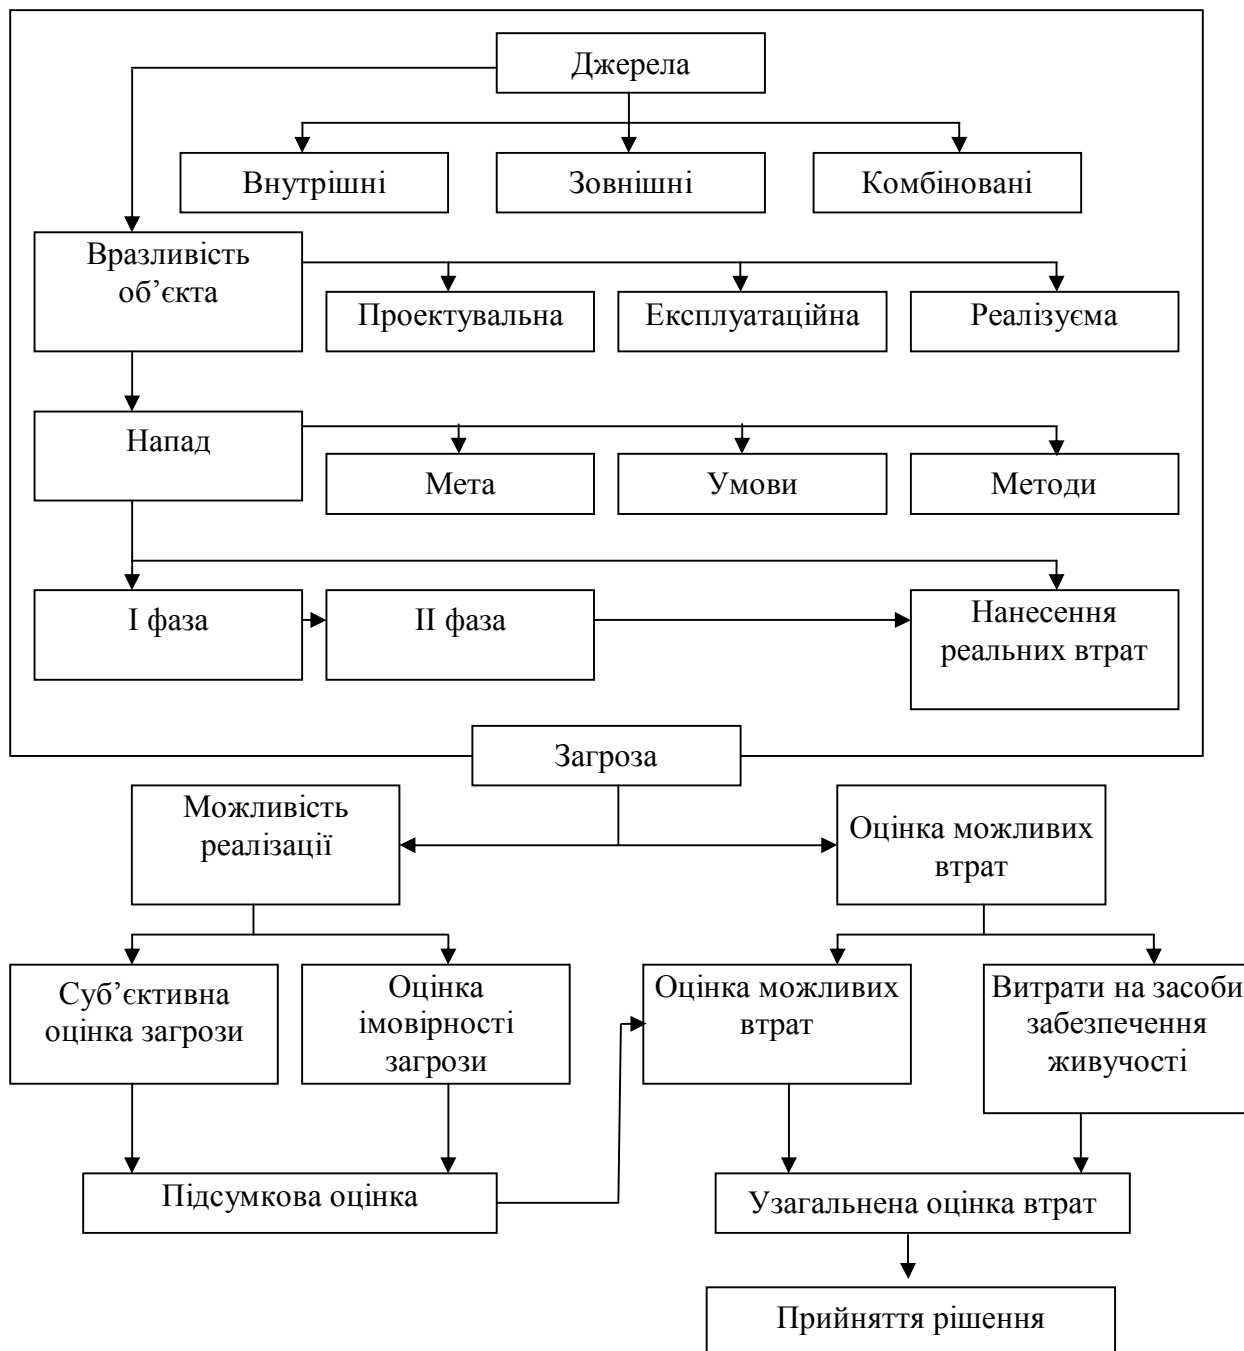 Джерела
Внутрішні
Зовнішні
Комбіновані
Вразливість
об’єкта
Проектувальна
Експлуатаційна
Реалізуєма
Напад
Мета
Умови
Методи
І фаза
ІІ фаза
Нанесення
реальних втрат
Загроза
Можливість
реалізації
Оцінка можливих
втрат
Суб’єктивна
оцінка загрози
Оцінка
імовірності
загрози
Оцінка можливих
втрат
Витрати на засоби
забезпечення
живучості
Підсумкова оцінка
Узагальнена оцінка втрат
Прийняття рішення